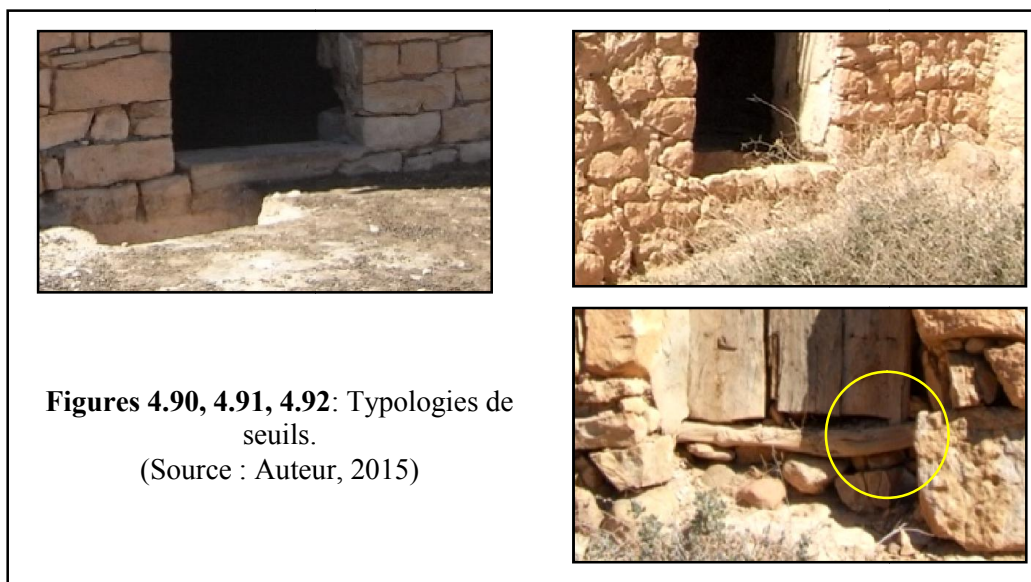 Figures 4.90, 4.91, 4.92: Typologies de
seuils.
(Source : Auteur, 2015)